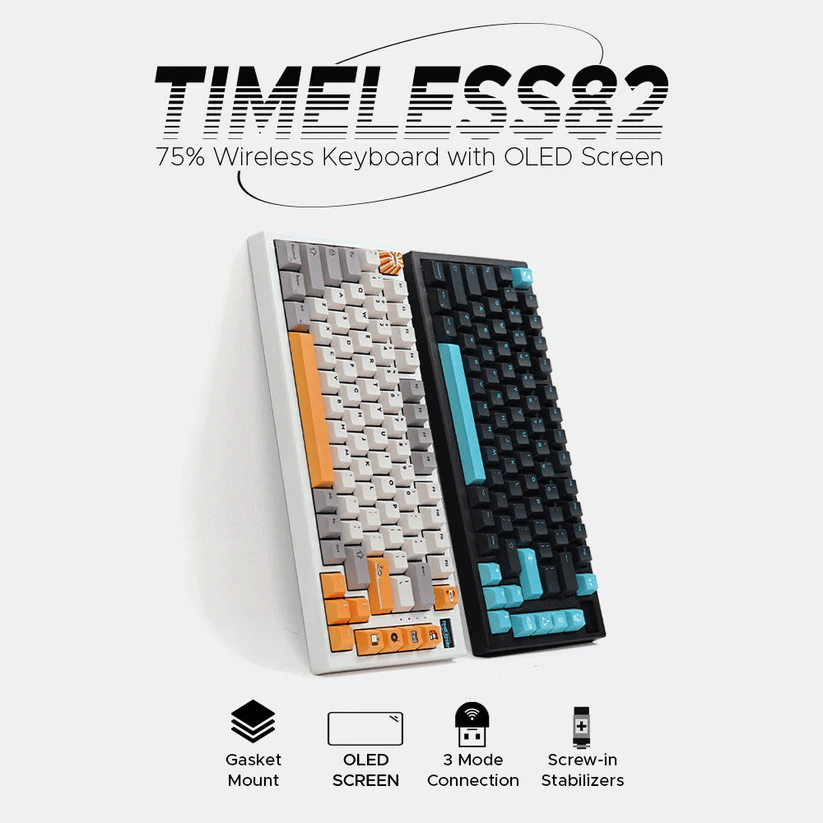 TIMELESS82
75% Wireless Keyboard with OLED Screen
Gasket
Mount
OLED
SCREEN
3 Mode
Connection
Screw-in
Stabilizers